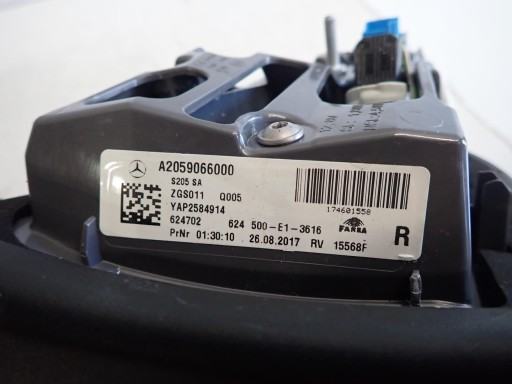 A2059066000
S205 SA
ZGS011 Q005
YAP2584914
624702 624 500-E1-3616
PrNr 01:30:10 26.08.2017 RV 15568F
174601558
FARBA
R